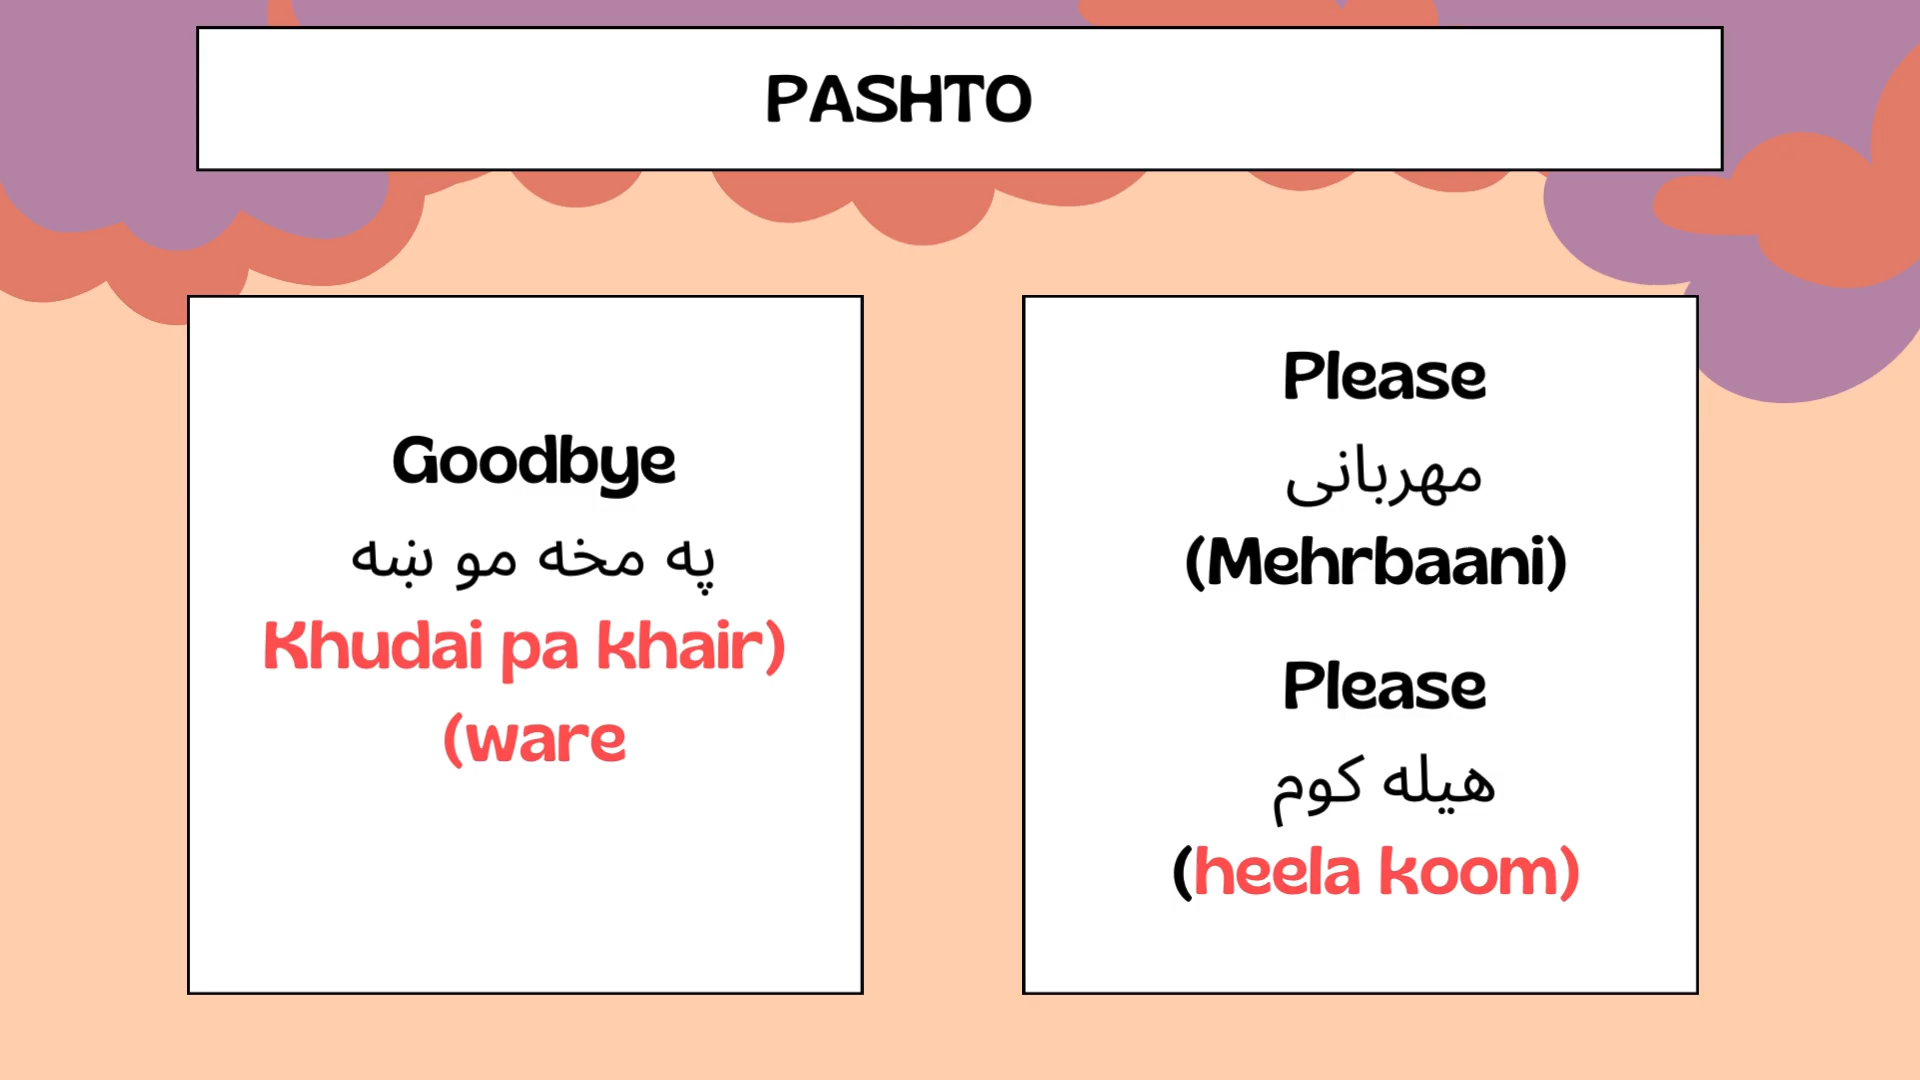 PASHTO
Goodbye
په مخه مو ښه
Khudai pa khair)
(ware
Please
مهربانی
(Mehrbaani)
Please
هیله کوم
(heela koom)